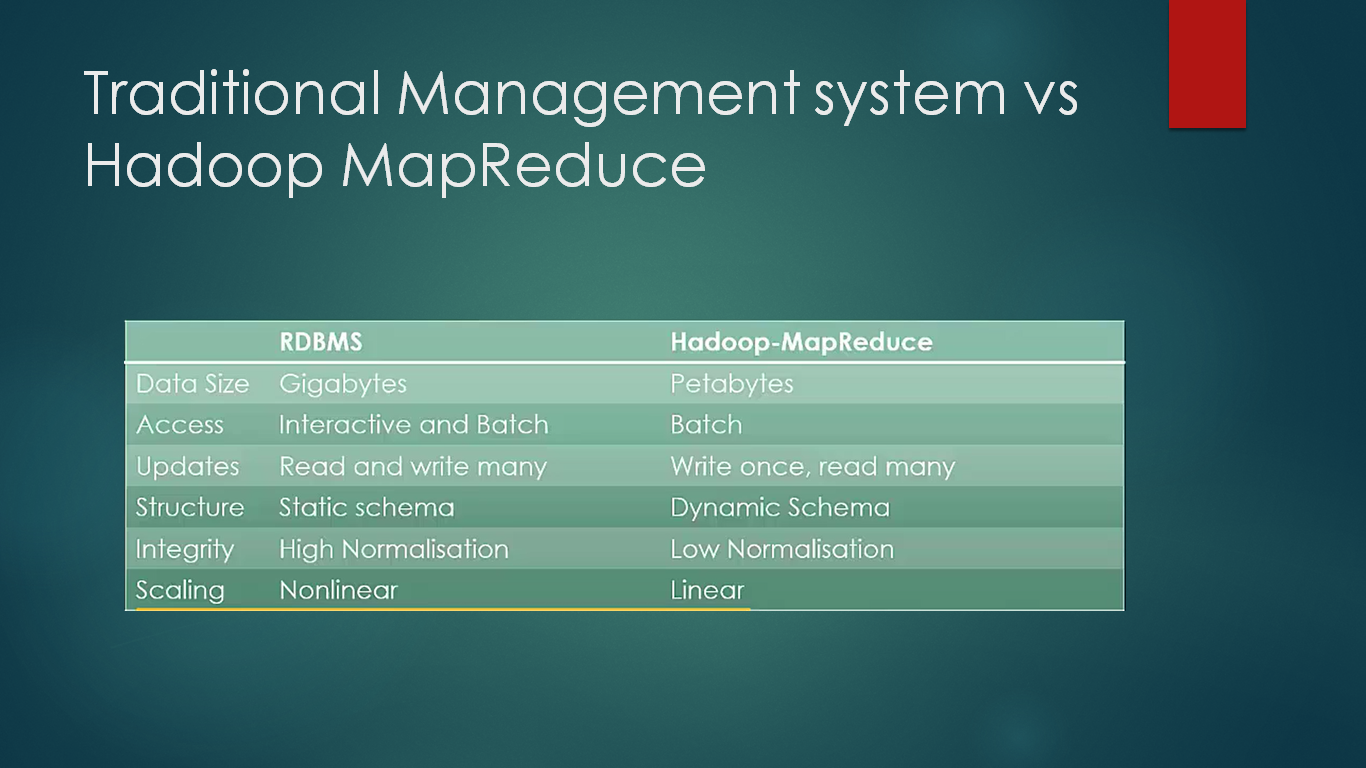 Traditional Management system vs
Hadoop MapReduce
RDBMS Hadoop-MapReduce
Data Size Gigabytes Petabytes
Access Interactive and Batch Batch
Updates Read and write many Write once, read many
Structure Static schema Dynamic Schema
Integrity High Normalisation Low Normalisation
Scaling Nonlinear Linear